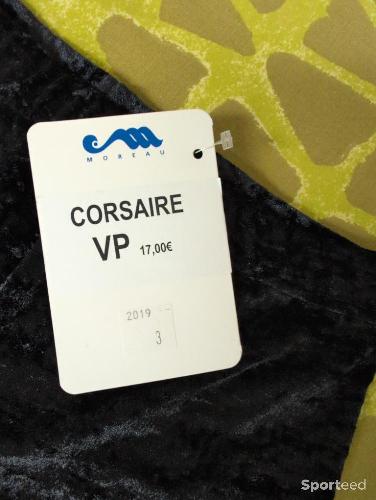 MOREAU
CORSAIRE
VP 17,00€
2019
3
Sporteed